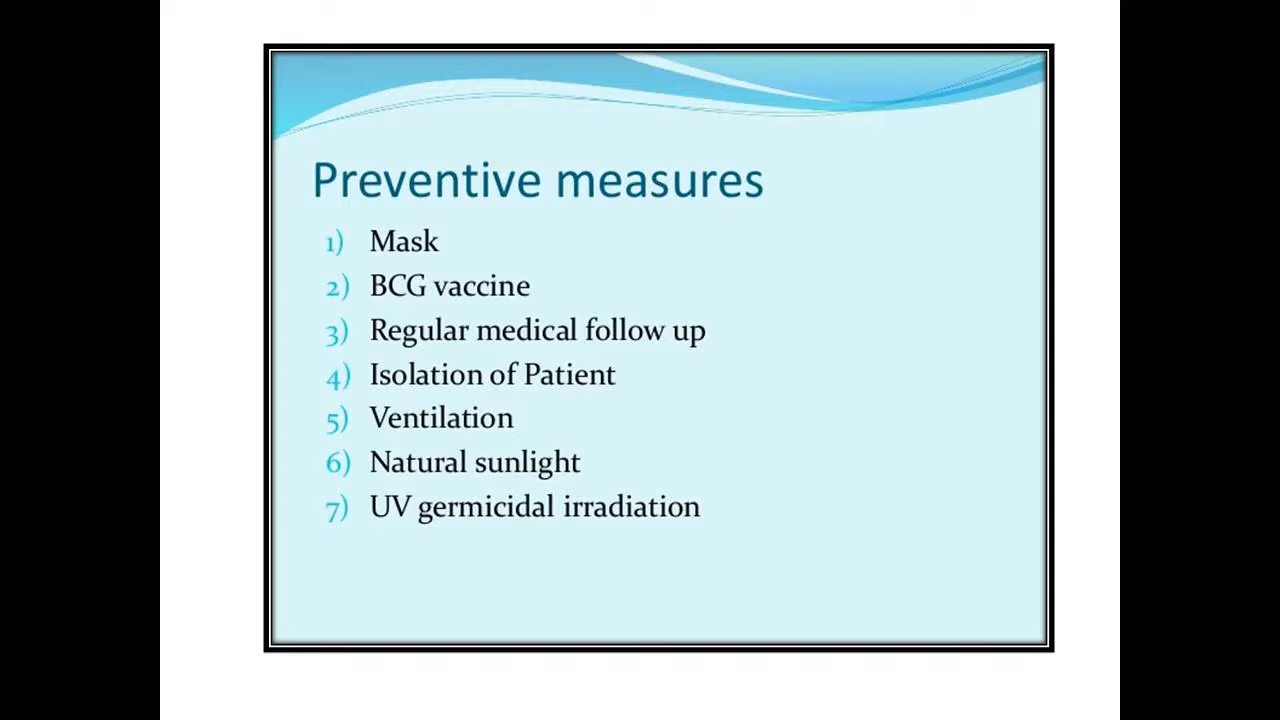 Preventive measures
1) Mask
2) BCG vaccine
3) Regular medical follow up
4) Isolation of Patient
5) Ventilation
6) Natural sunlight
7) UV germicidal irradiation